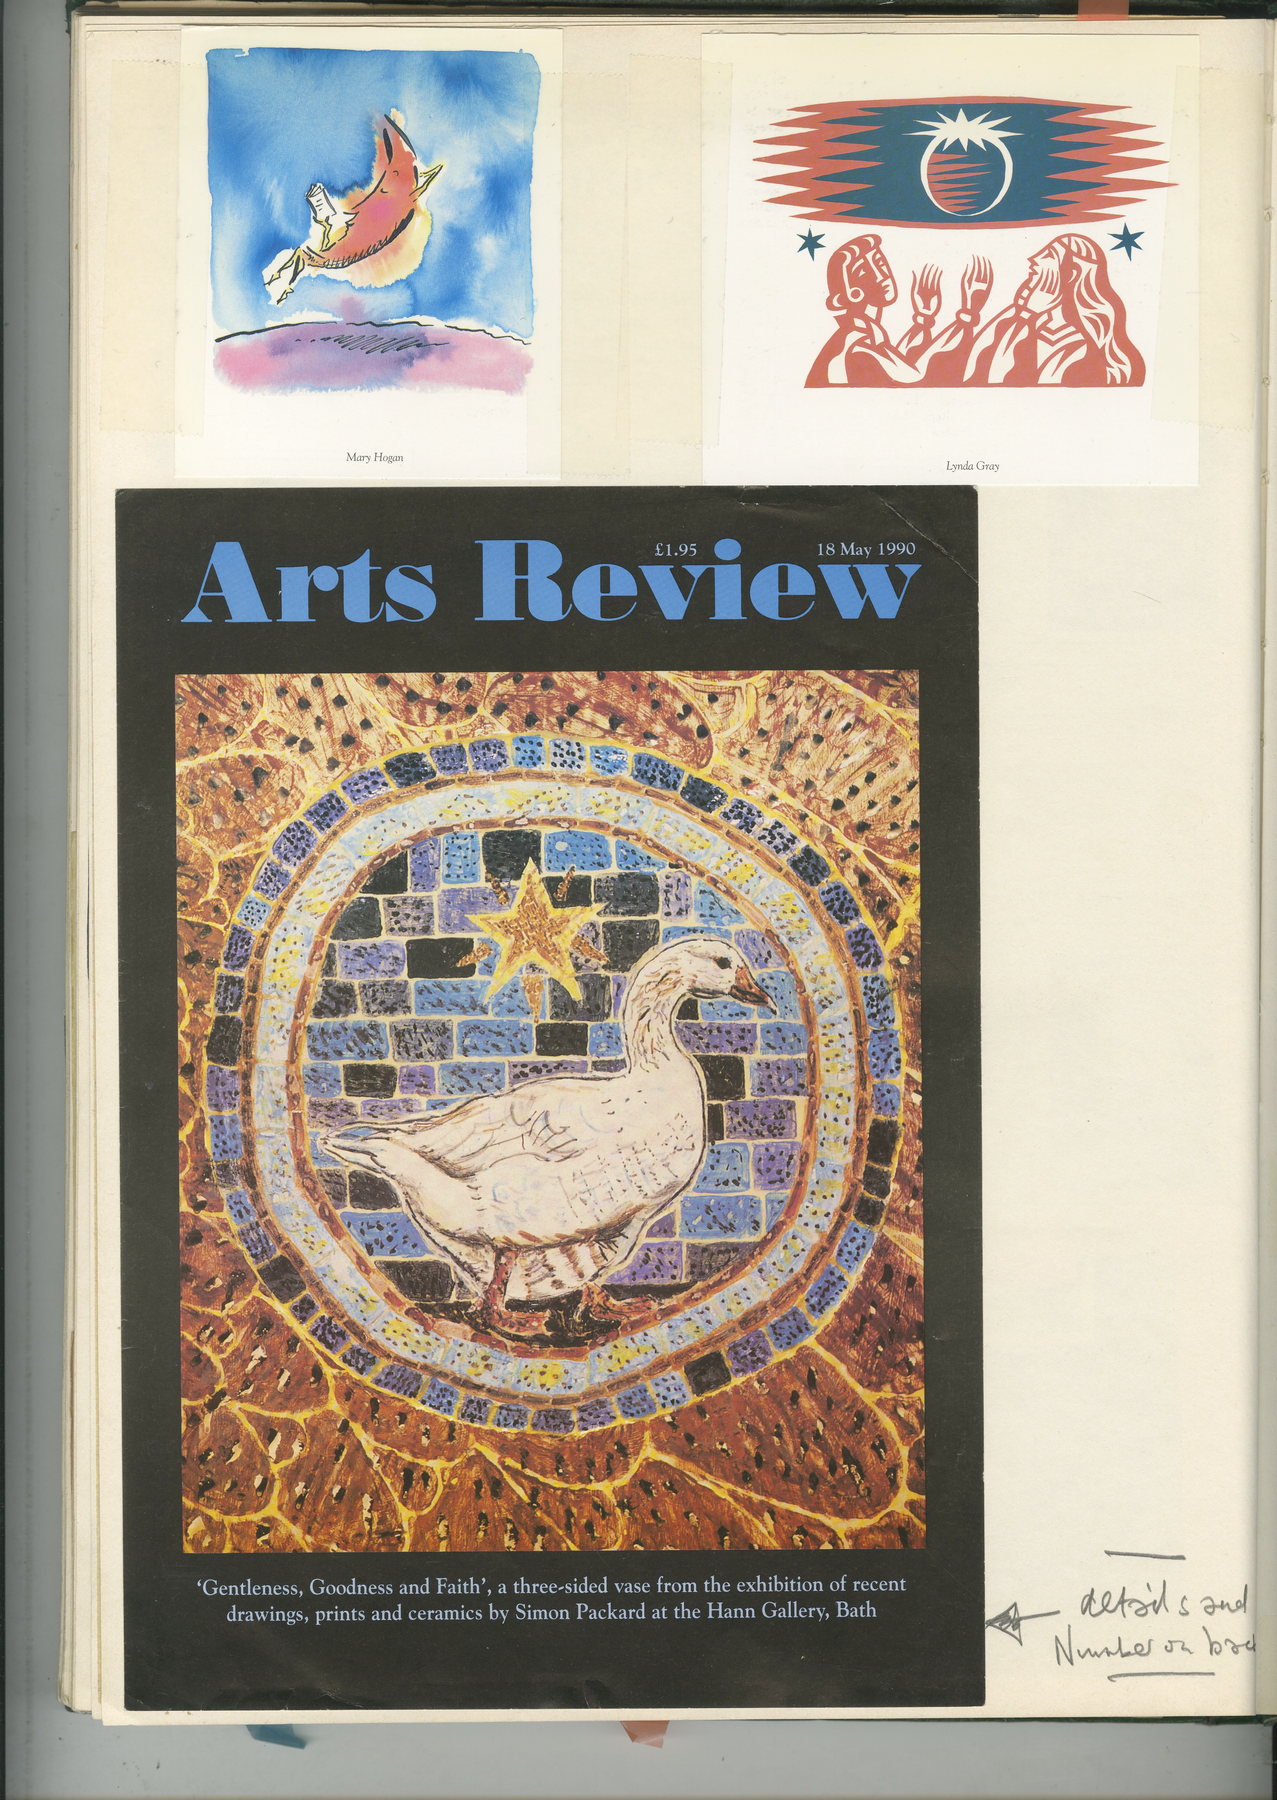 Mary Hogan
Lynda Gray
£1.95
18 May 1990
Arts Review
‘Gentleness, Goodness and Faith’, a three-sided vase from the exhibition of recent
drawings, prints and ceramics by Simon Packard at the Hann Gallery, Bath
details and
Number on back